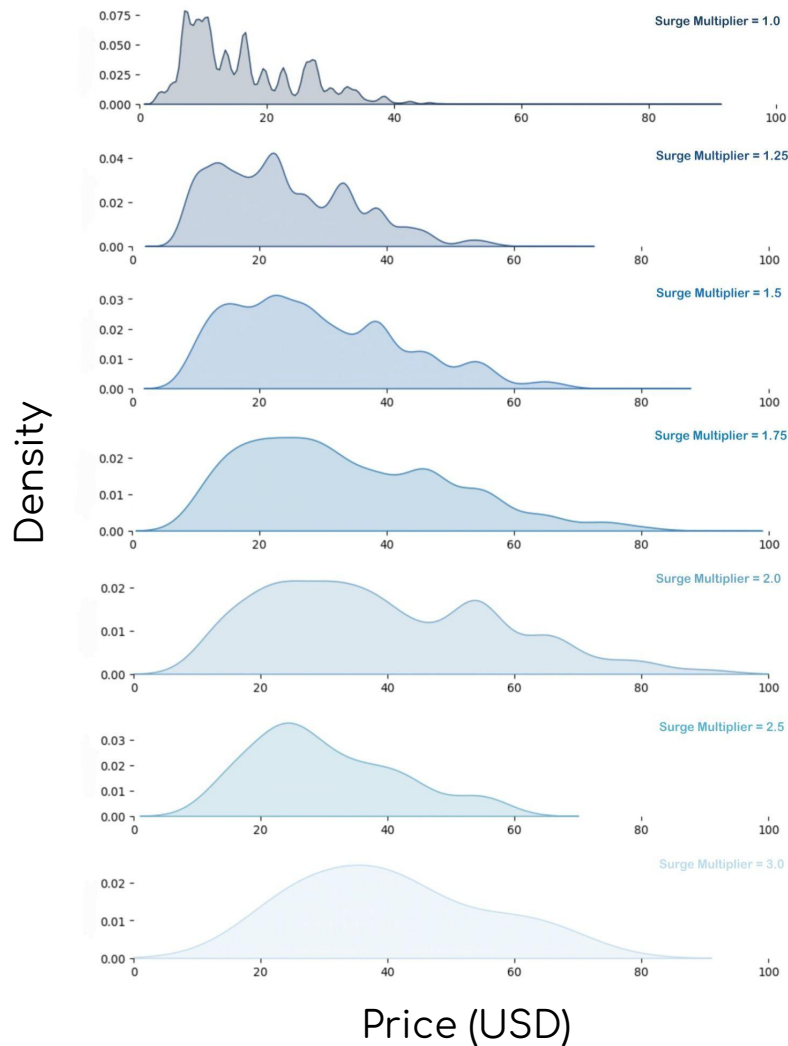 Surge Multiplier = 1.0
0.075
0.050
0.025
0.000
0 20 40 60 80 100
Surge Multiplier = 1.25
0.04
0.02
0.00
0 20 40 60 80 100
Surge Multiplier = 1.5
0.03
0.02
0.01
0.00
0 20 40 60 80 100
Surge Multiplier = 1.75
0.02
0.01
0.00
0 20 40 60 80 100
Surge Multiplier = 2.0
0.02
0.01
0.00
0 20 40 60 80 100
Surge Multiplier = 2.5
0.03
0.02
0.01
0.00
0 20 40 60 80 100
Surge Multiplier = 3.0
0.02
0.01
0.00
0 20 40 60 80 100
Density
Price (USD)